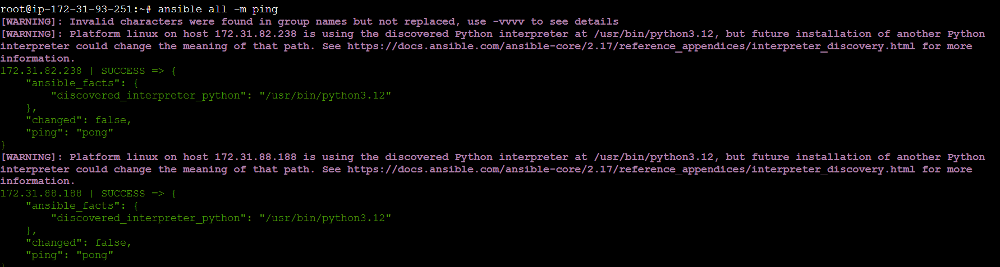 root@ip-172-31-93-251:~# ansible all -m ping
[WARNING]: Invalid characters were found in group names but not replaced, use -vvvv to see details
[WARNING]: Platform linux on host 172.31.82.238 is using the discovered Python interpreter at /usr/bin/python3.12, but future installation of another Python
interpreter could change the meaning of that path. See https://docs.ansible.com/ansible-core/2.17/reference_appendices/interpreter_discovery.html for more
information.
172.31.82.238 | SUCCESS => {
    "ansible_facts": {
        "discovered_interpreter_python": "/usr/bin/python3.12"
    },
    "changed": false,
    "ping": "pong"
}
[WARNING]: Platform linux on host 172.31.88.188 is using the discovered Python interpreter at /usr/bin/python3.12, but future installation of another Python
interpreter could change the meaning of that path. See https://docs.ansible.com/ansible-core/2.17/reference_appendices/interpreter_discovery.html for more
information.
172.31.88.188 | SUCCESS => {
    "ansible_facts": {
        "discovered_interpreter_python": "/usr/bin/python3.12"
    },
    "changed": false,
    "ping": "pong"
}